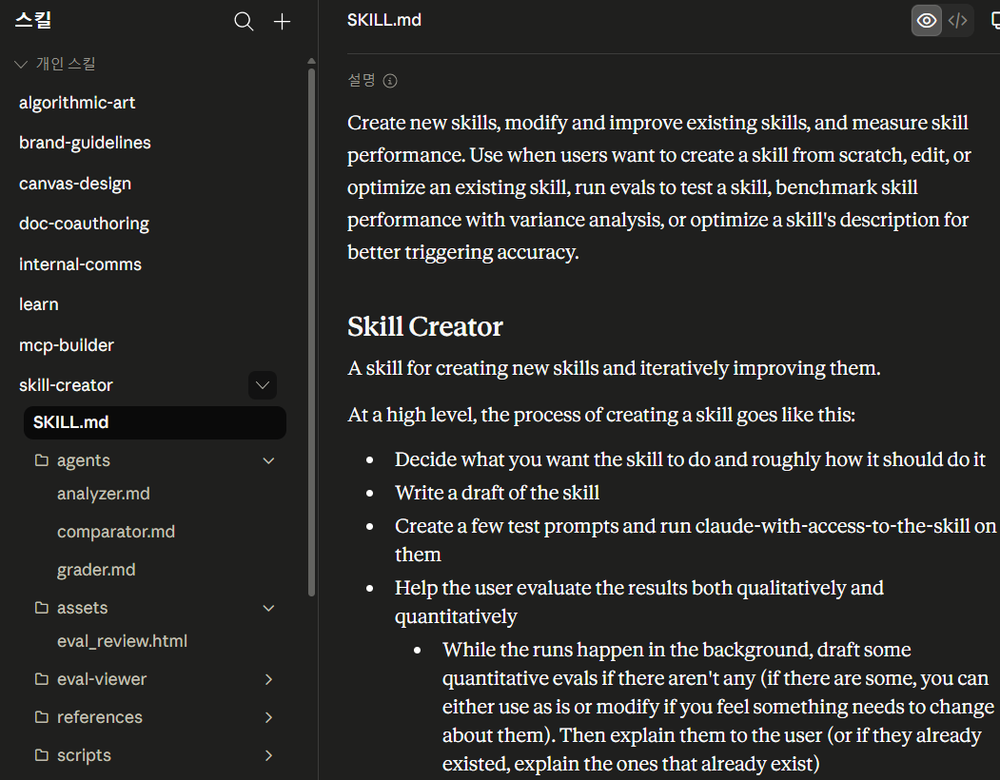 스킬
개인 스킬
algorithmic-art
brand-guidelines
canvas-design
doc-coauthoring
internal-comms
learn
mcp-builder
skill-creator
SKILL.md
agents
analyzer.md
comparator.md
grader.md
assets
eval_review.html
eval-viewer
references
scripts
SKILL.md
</>
설명
Create new skills, modify and improve existing skills, and measure skill
performance. Use when users want to create a skill from scratch, edit, or
optimize an existing skill, run evals to test a skill, benchmark skill
performance with variance analysis, or optimize a skill's description for
better triggering accuracy.
Skill Creator
A skill for creating new skills and iteratively improving them.
At a high level, the process of creating a skill goes like this:
• Decide what you want the skill to do and roughly how it should do it
• Write a draft of the skill
• Create a few test prompts and run claude-with-access-to-the-skill on
them
• Help the user evaluate the results both qualitatively and
quantitatively
• While the runs happen in the background, draft some
quantitative evals if there aren't any (if there are some, you can
either use as is or modify if you feel something needs to change
about them). Then explain them to the user (or if they already
existed, explain the ones that already exist)